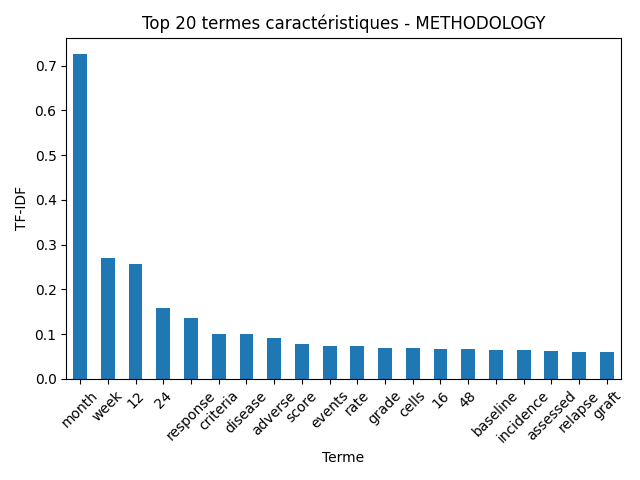 Top 20 termes caractéristiques - METHODOLOGY
TF-IDF
0.7
0.6
0.5
0.4
0.3
0.2
0.1
0.0
month
week
12
24
response
criteria
disease
adverse
score
events
rate
grade
cells
16
48
baseline
incidence
assessed
relapse
graft
Terme